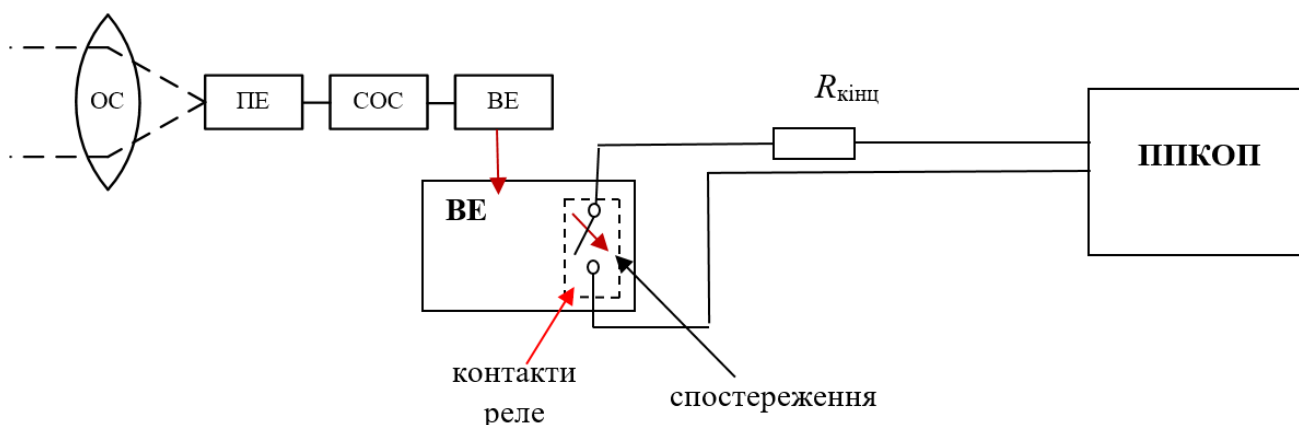 ОС
ПЕ
СОС
ВЕ
Rкінц
ППКОП
ВЕ
контакти
реле
спостереження